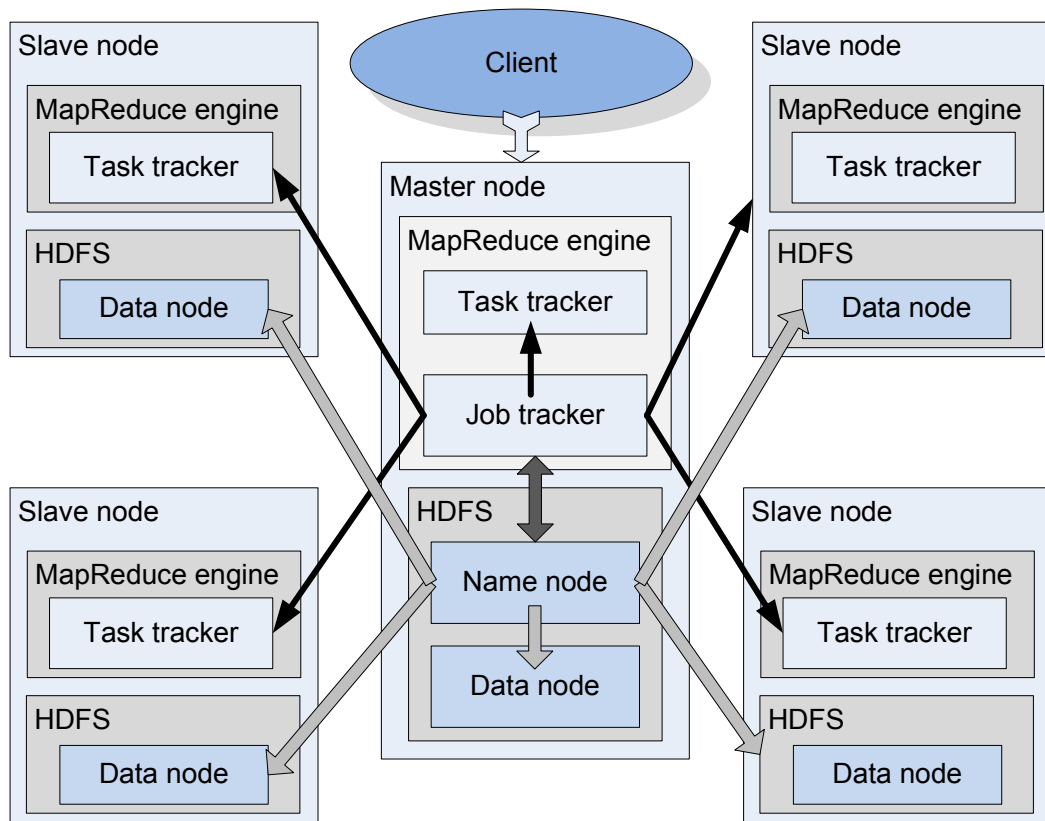 Client
Slave node
MapReduce engine
Task tracker
HDFS
Data node
Master node
MapReduce engine
Task tracker
Job tracker
HDFS
Name node
Data node
Slave node
MapReduce engine
Task tracker
HDFS
Data node
Slave node
MapReduce engine
Task tracker
HDFS
Data node
Slave node
MapReduce engine
Task tracker
HDFS
Data node